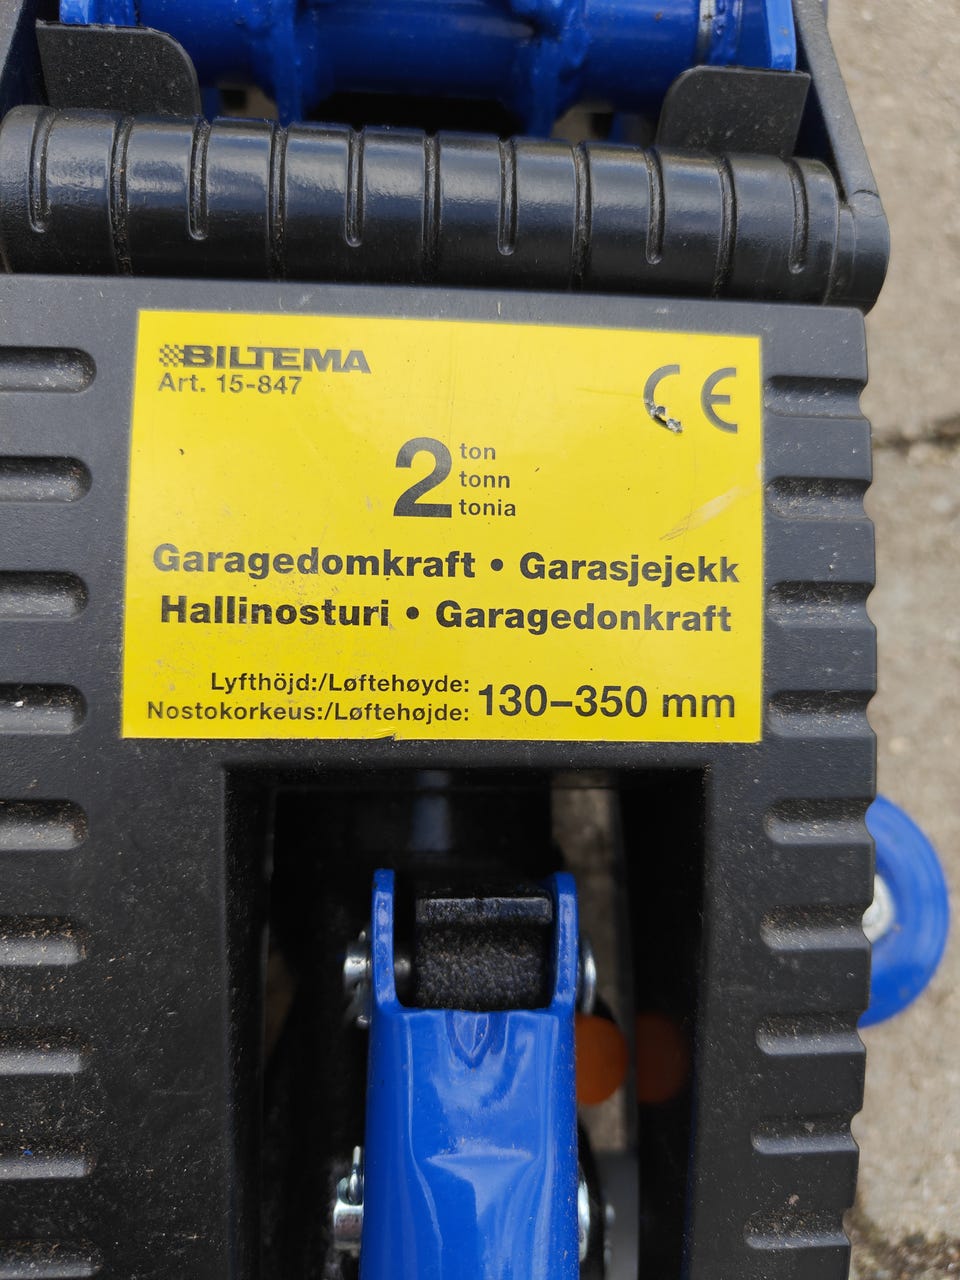 BILTEMA
Art. 15-847
CE
2 ton
tonn
tonia
Garagedomkraft • Garasjejekk
Hallinosturi • Garagedonkraft
Lyfthöjd:/Løftehøyde:
Nostokorkeus:/Løftehøjde: 130–350 mm